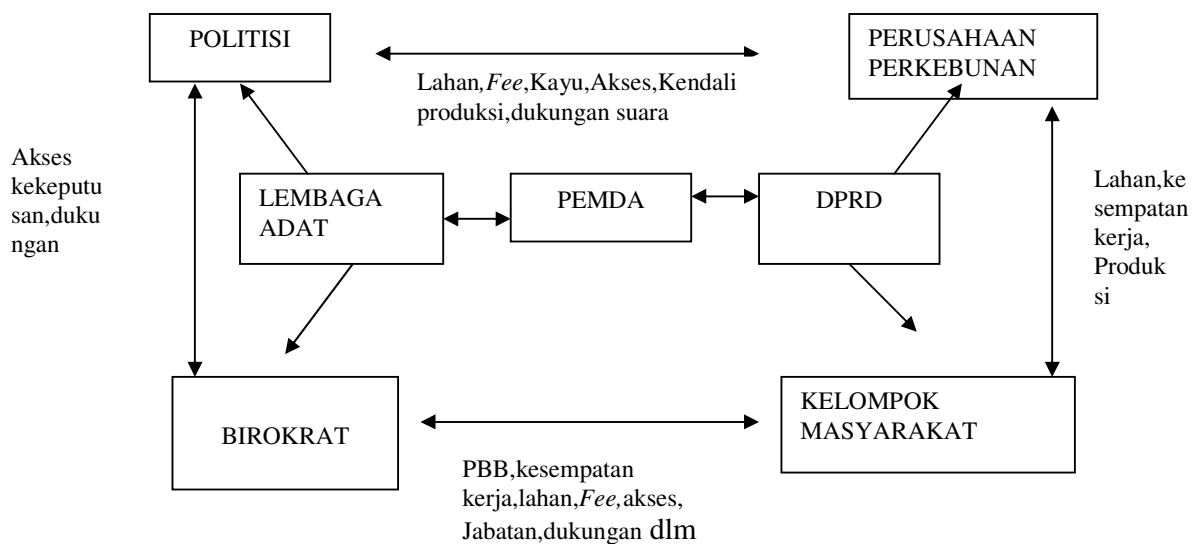 POLITISI
PERUSAHAAN
PERKEBUNAN
Lahan,Fee,Kayu,Akses,Kendali
produksi,dukungan suara
Akses
kekeputu
san,duku
ngan
LEMBAGA
ADAT
PEMDA
DPRD
Lahan,ke
sempatan
kerja,
Produk
si
BIROKRAT
KELOMPOK
MASYARAKAT
PBB,kesempatan
kerja,lahan,Fee,akses,
Jabatan,dukungan dlm